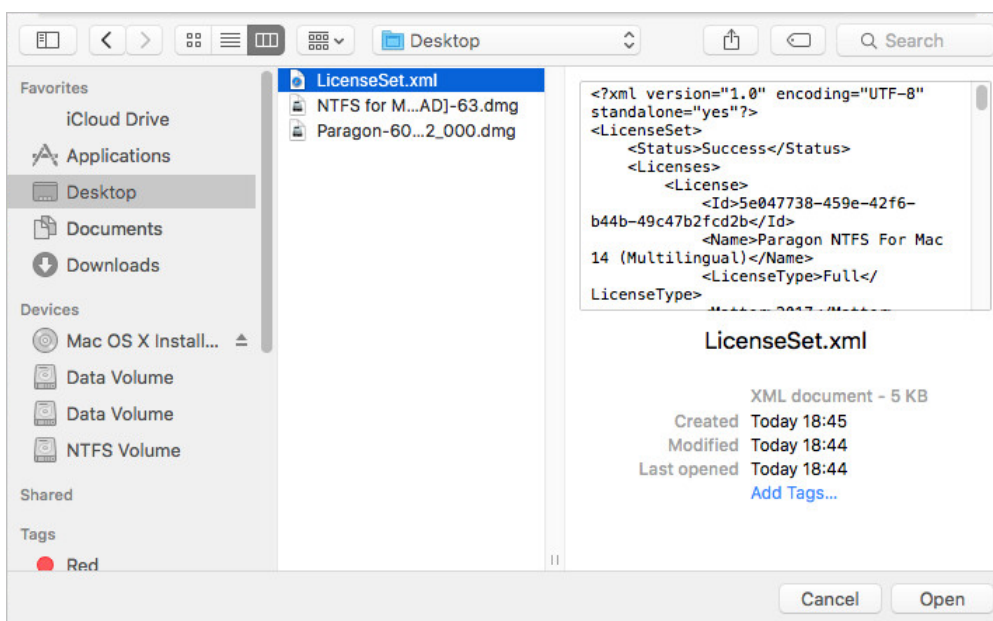 Desktop
Search
Favorites
iCloud Drive
Applications
Desktop
Documents
Downloads
Devices
Mac OS X Install...
Data Volume
Data Volume
NTFS Volume
Shared
Tags
Red
LicenseSet.xml
NTFS for M...AD]-63.dmg
Paragon-60...2_000.dmg
<?xml version="1.0" encoding="UTF-8"
standalone="yes"?>
<LicenseSet>
<Status>Success</Status>
<Licenses>
<License>
<Id>5e047738-459e-42f6-
b44b-49c47b2fcd2b</Id>
<Name>Paragon NTFS For Mac
14 (Multilingual)</Name>
<LicenseType>Full</
LicenseType>
LicenseSet.xml
XML document - 5 KB
Created Today 18:45
Modified Today 18:44
Last opened Today 18:44
Add Tags...
Cancel
Open